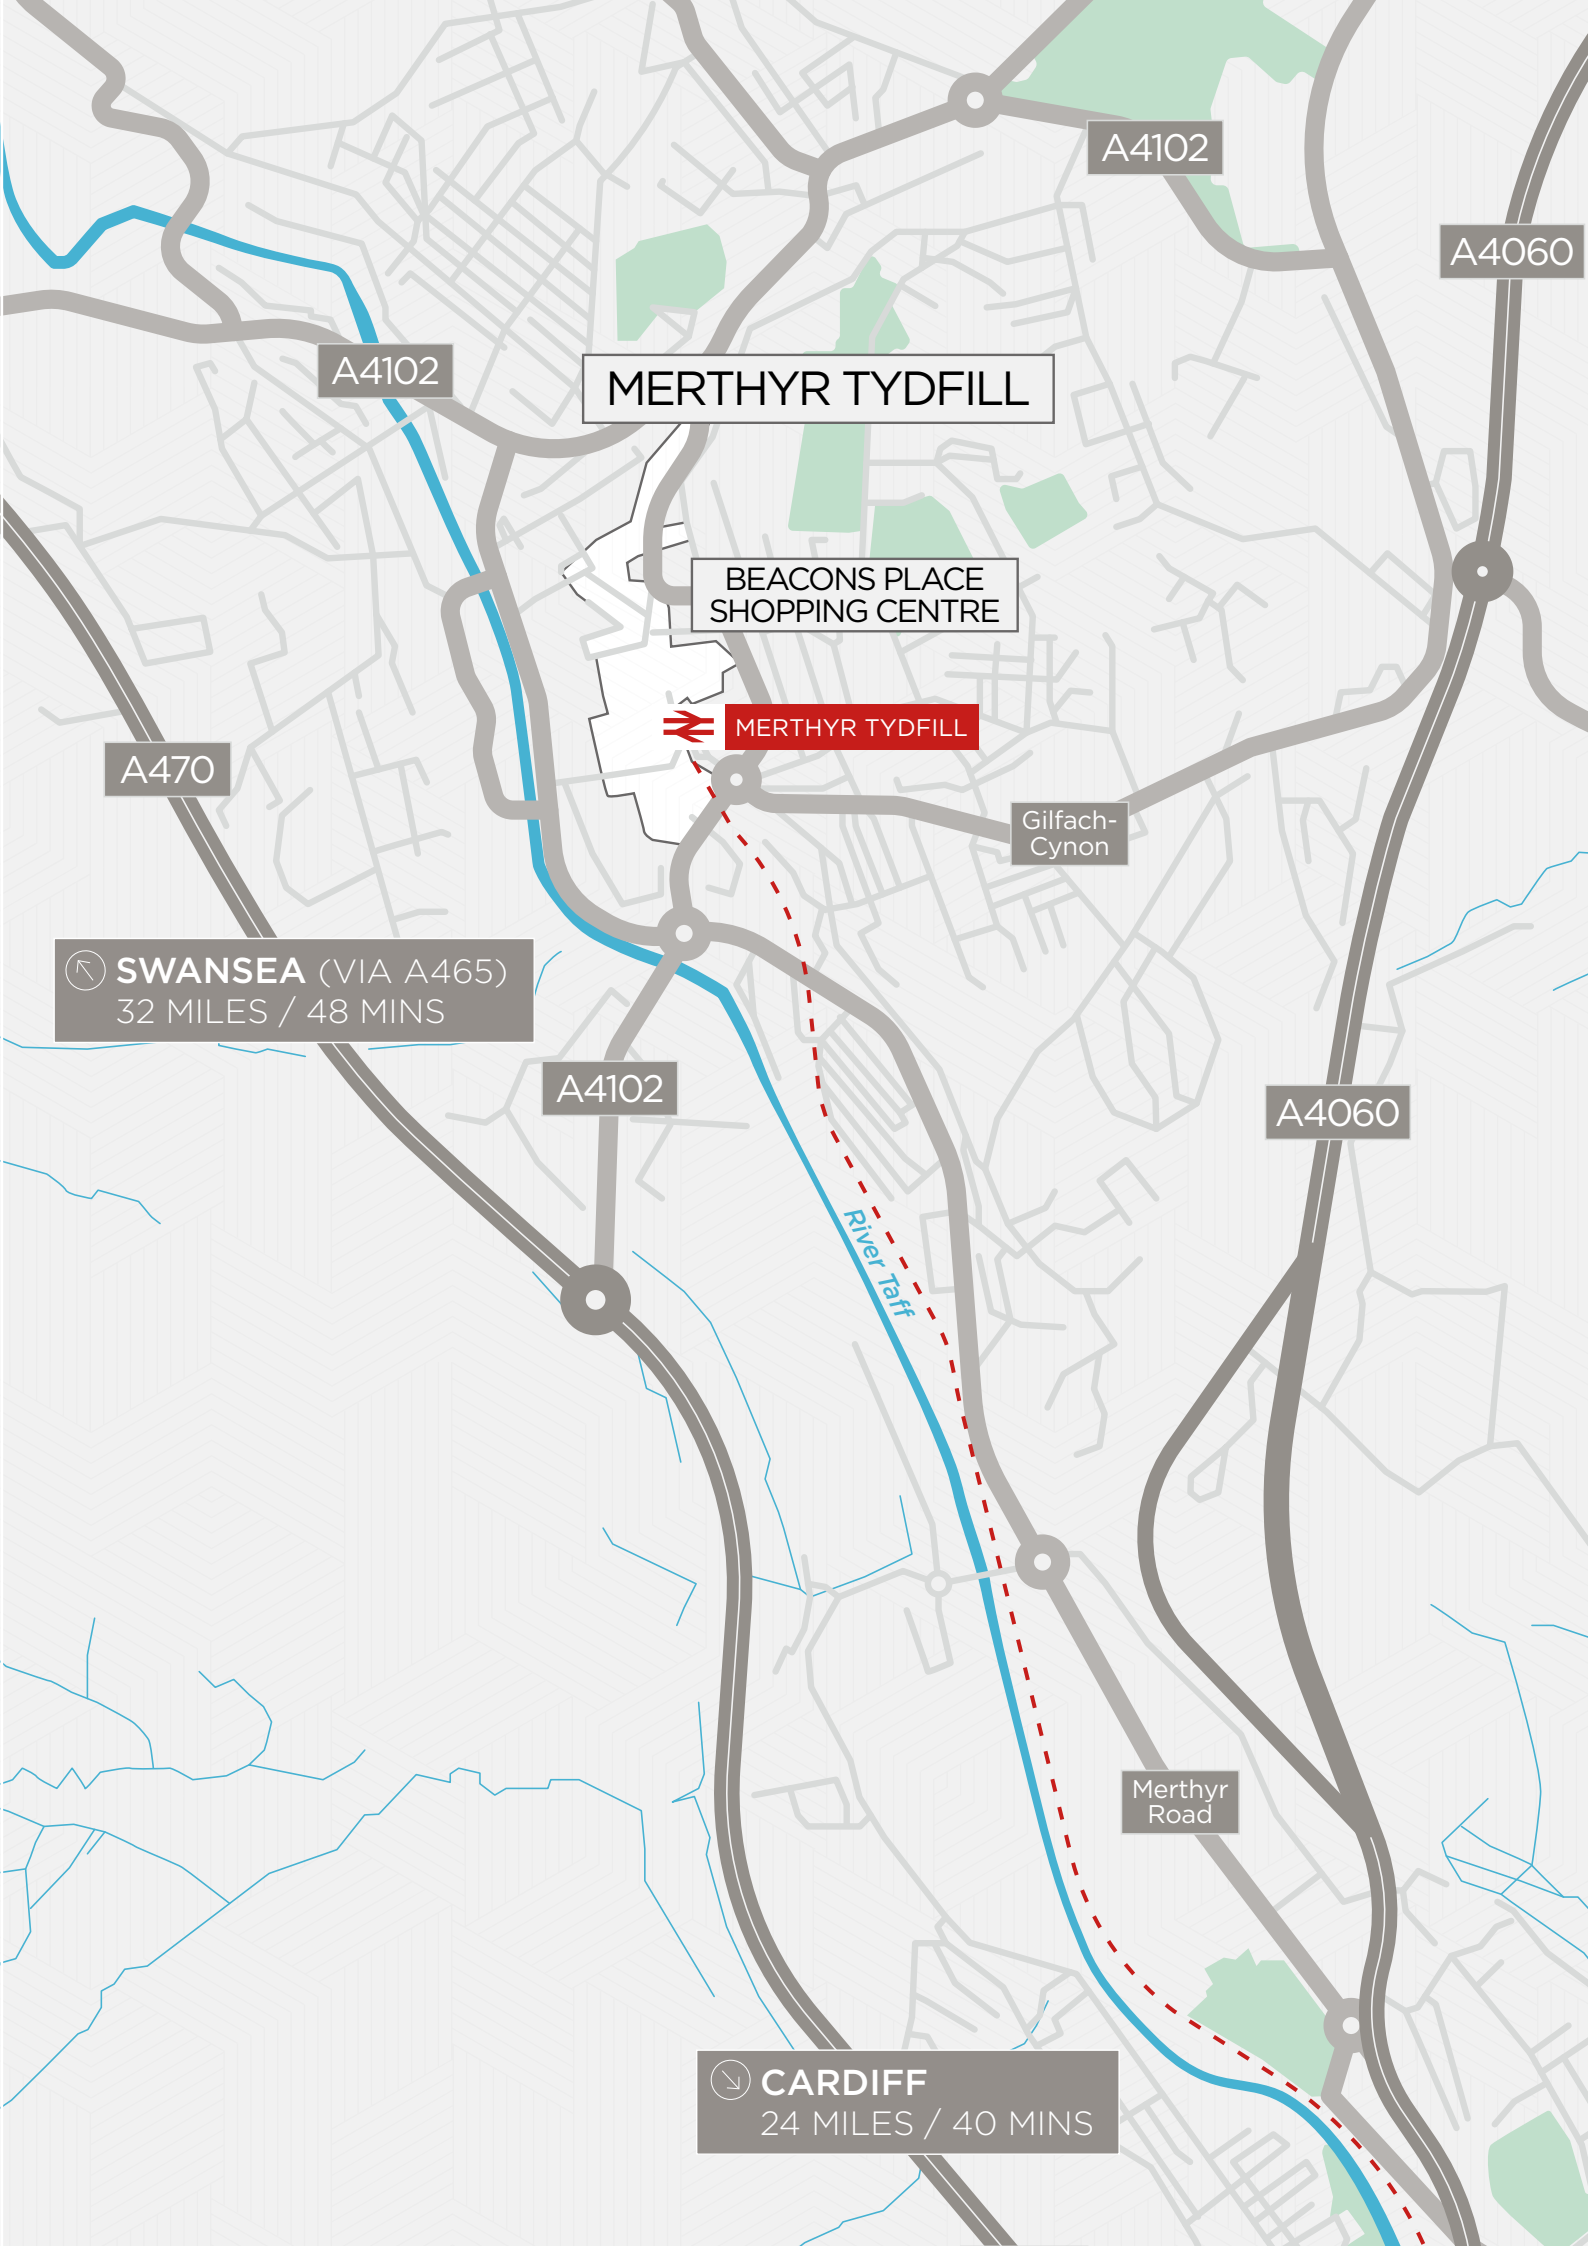 A4102
A4060
A4102
MERTHYR TYDFILL
BEACONS PLACE
SHOPPING CENTRE
MERTHYR TYDFILL
A470
Gilfach-
Cynon
SWANSEA (VIA A465)
32 MILES / 48 MINS
A4102
A4060
River Taff
Merthyr
Road
CARDIFF
24 MILES / 40 MINS